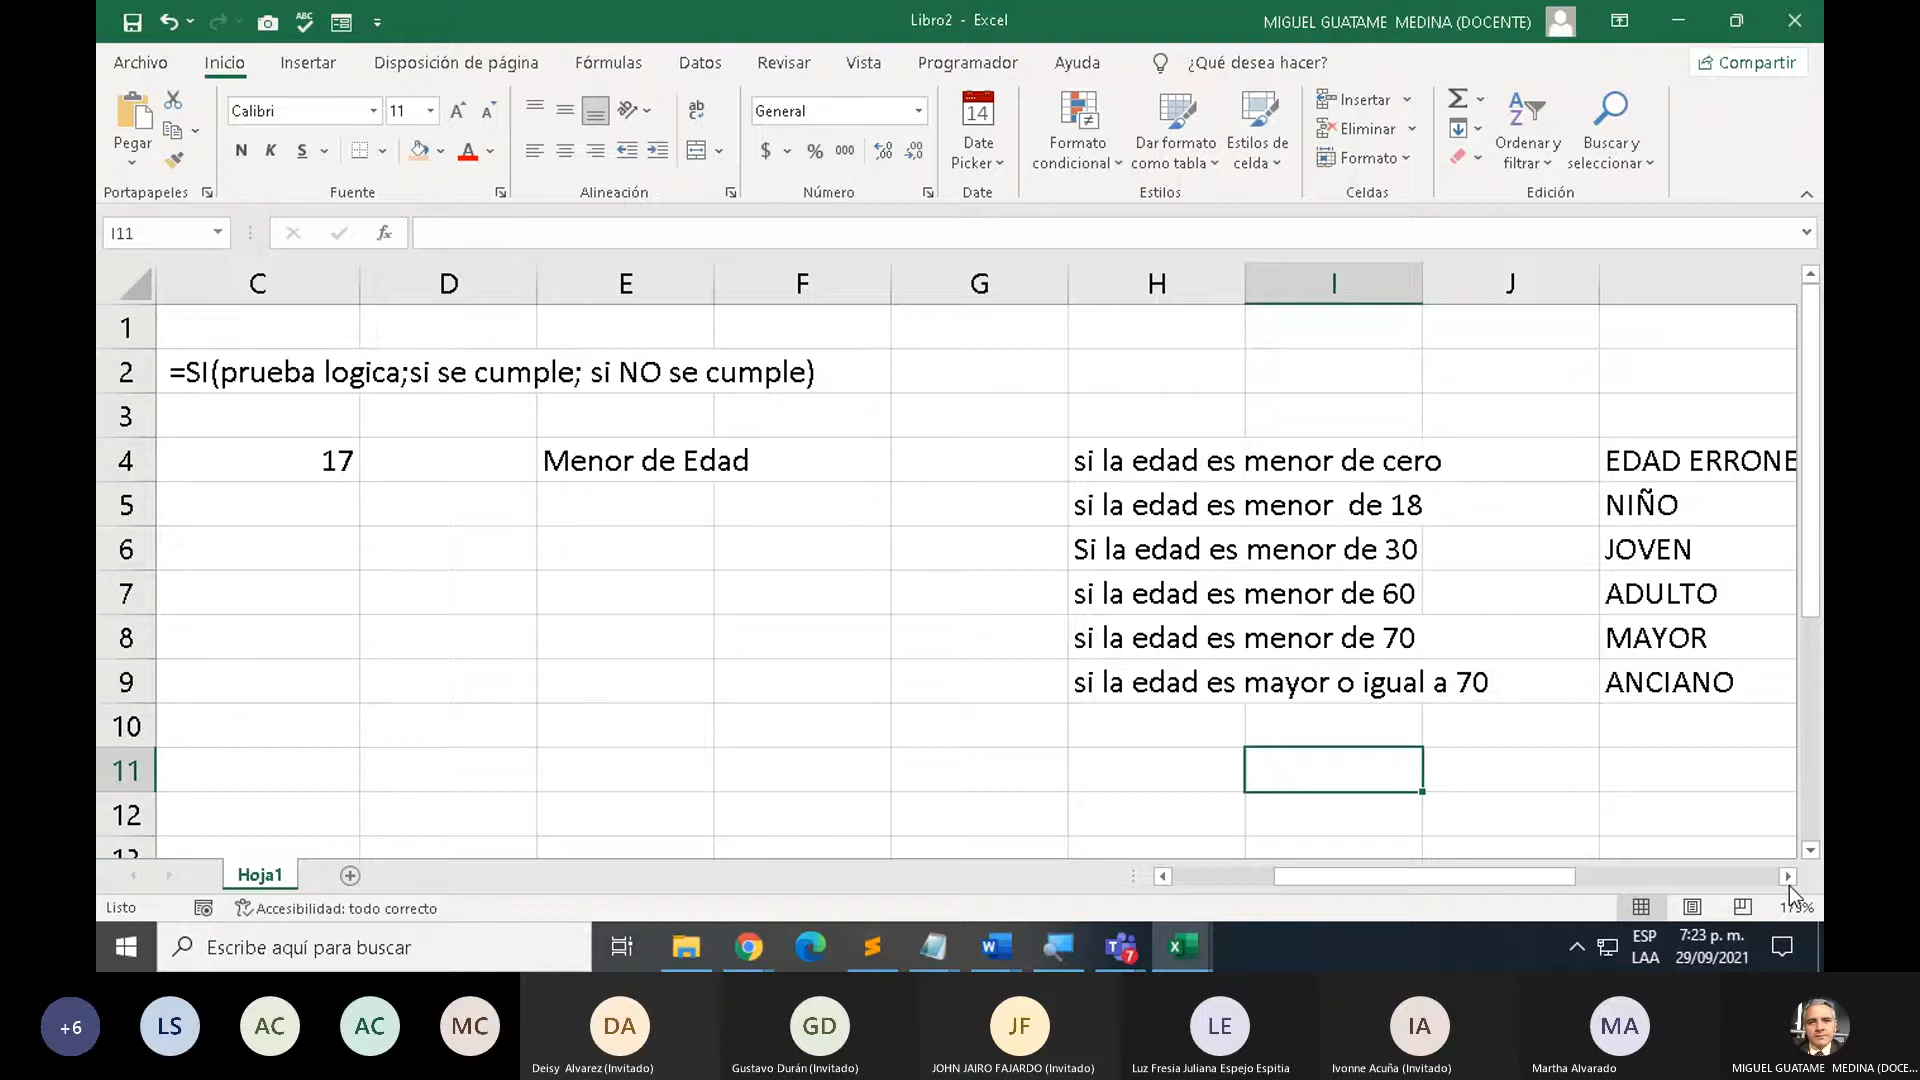 Libro2 - Excel
MIGUEL GUATAME MEDINA (DOCENTE)
Archivo Inicio Insertar Disposición de página Fórmulas Datos Revisar Vista Programador Ayuda ¿Qué desea hacer? Compartir
Pegar
Portapapeles
Calibri 11
N K S
Fuente
Alineación
General
$ % 000
Número
14
Date Picker
Date
Formato condicional
Dar formato como tabla
Estilos de celda
Estilos
Insertar
Eliminar
Formato
Celdas
Ordenar y filtrar
Buscar y seleccionar
Edición
I11
fx
C D E F G H I J
1
2 =SI(prueba logica;si se cumple; si NO se cumple)
3
4 17 Menor de Edad si la edad es menor de cero EDAD ERRONE
5 si la edad es menor  de 18 NIÑO
6 Si la edad es menor de 30 JOVEN
7 si la edad es menor de 60 ADULTO
8 si la edad es menor de 70 MAYOR
9 si la edad es mayor o igual a 70 ANCIANO
10
11
12
13
Hoja1
Listo Accesibilidad: todo correcto
Escribe aquí para buscar
7
ESP
LAA
7:23 p. m.
29/09/2021
+6 LS AC AC MC DA GD JF LE IA MA
Deisy Alvarez (Invitado) Gustavo Durán (Invitado) JOHN JAIRO FAJARDO (Invitado) Luz Fresia Juliana Espejo Espitia Ivonne Acuña (Invitado) Martha Alvarado MIGUEL GUATAME MEDINA (DOCE...